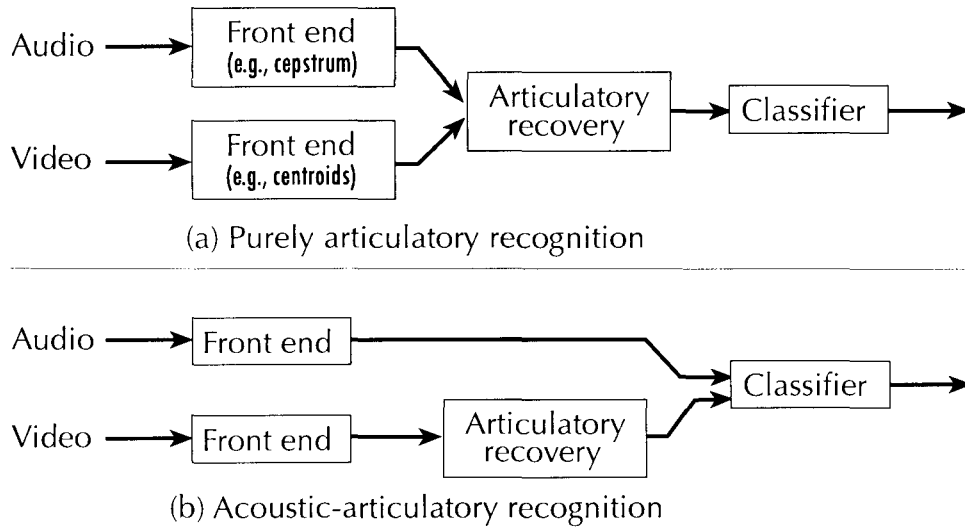 Audio
Front end
(e.g., cepstrum)
Articulatory
recovery
Classifier
Video
Front end
(e.g., centroids)
(a) Purely articulatory recognition
Audio
Front end
Classifier
Video
Front end
Articulatory
recovery
(b) Acoustic-articulatory recognition